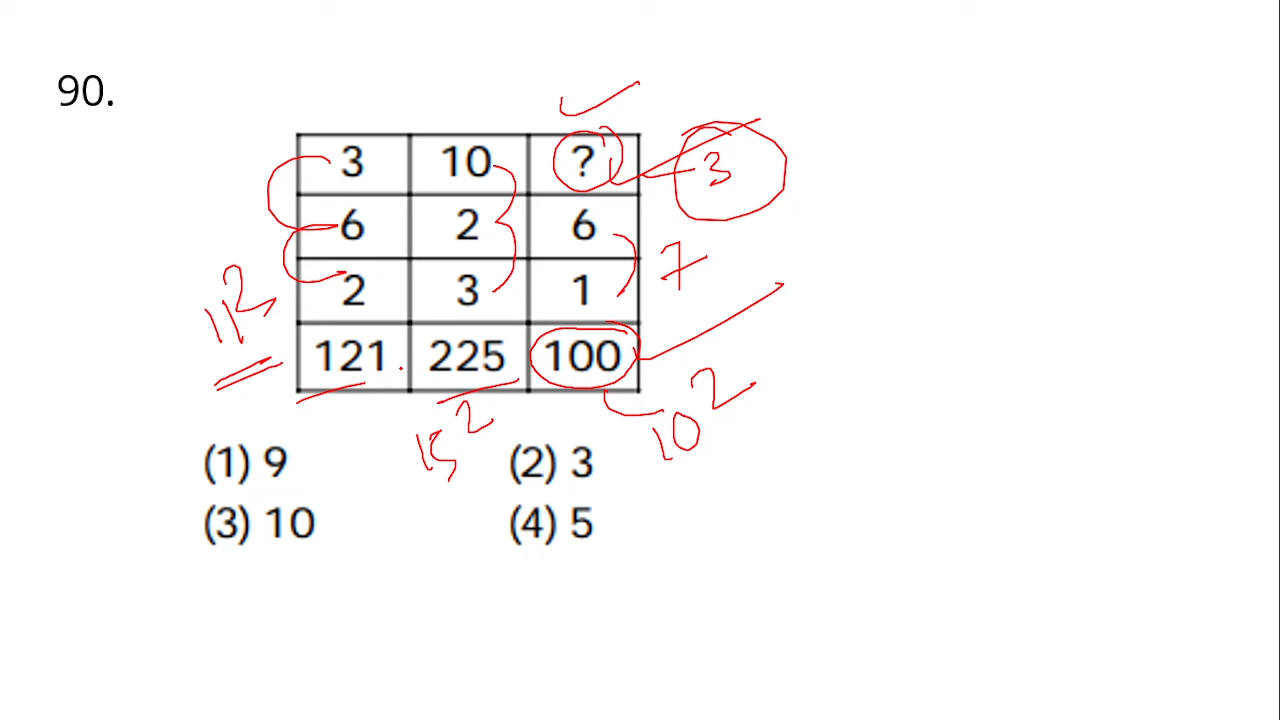 90.
3 10 ? 3
6 2 6 7
2 3 1
11²
121 225 100
15² 10²
(1) 9 (2) 3
(3) 10 (4) 5